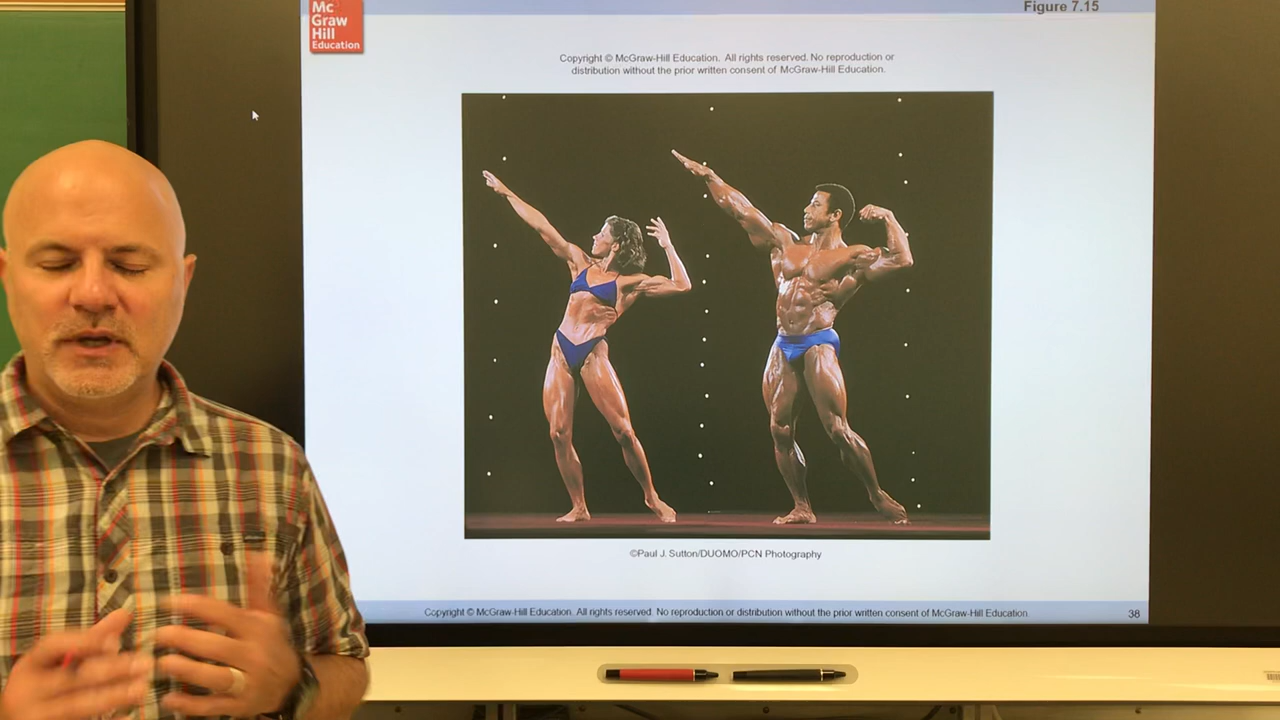 Mc
Graw
Hill
Education
Figure 7.15
Copyright © McGraw-Hill Education. All rights reserved. No reproduction or
distribution without the prior written consent of McGraw-Hill Education.
©Paul J. Sutton/DUOMO/PCN Photography
Copyright © McGraw-Hill Education. All rights reserved. No reproduction or distribution without the prior written consent of McGraw-Hill Education.
38